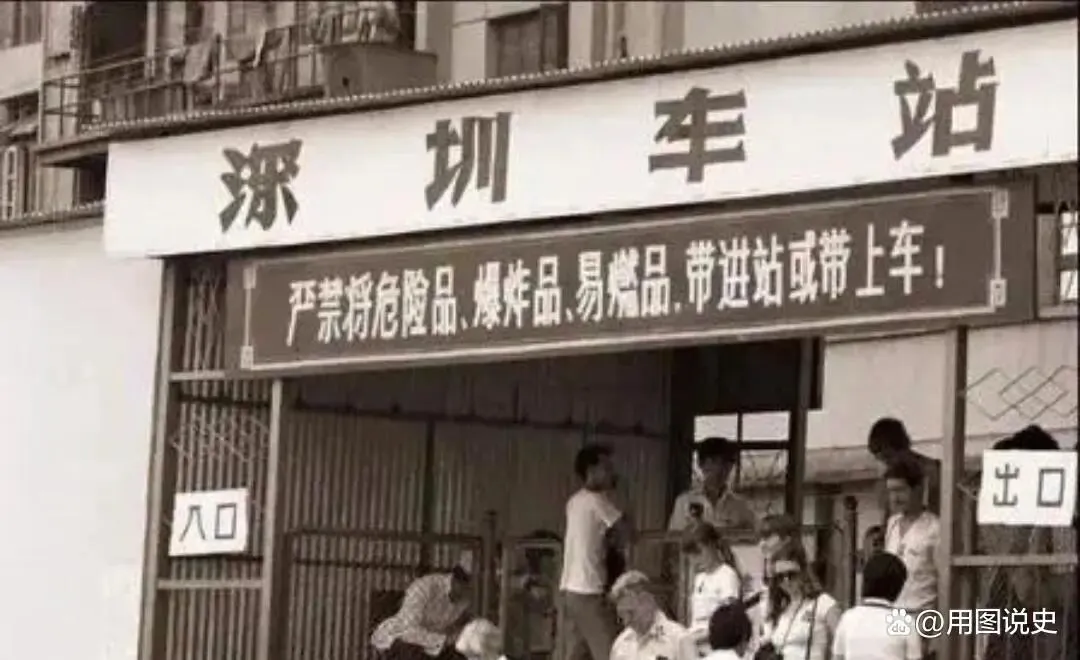 深圳车站
严禁将危险品、爆炸品、易燃品,带进站或带上车!
入口
出口
@用图说史